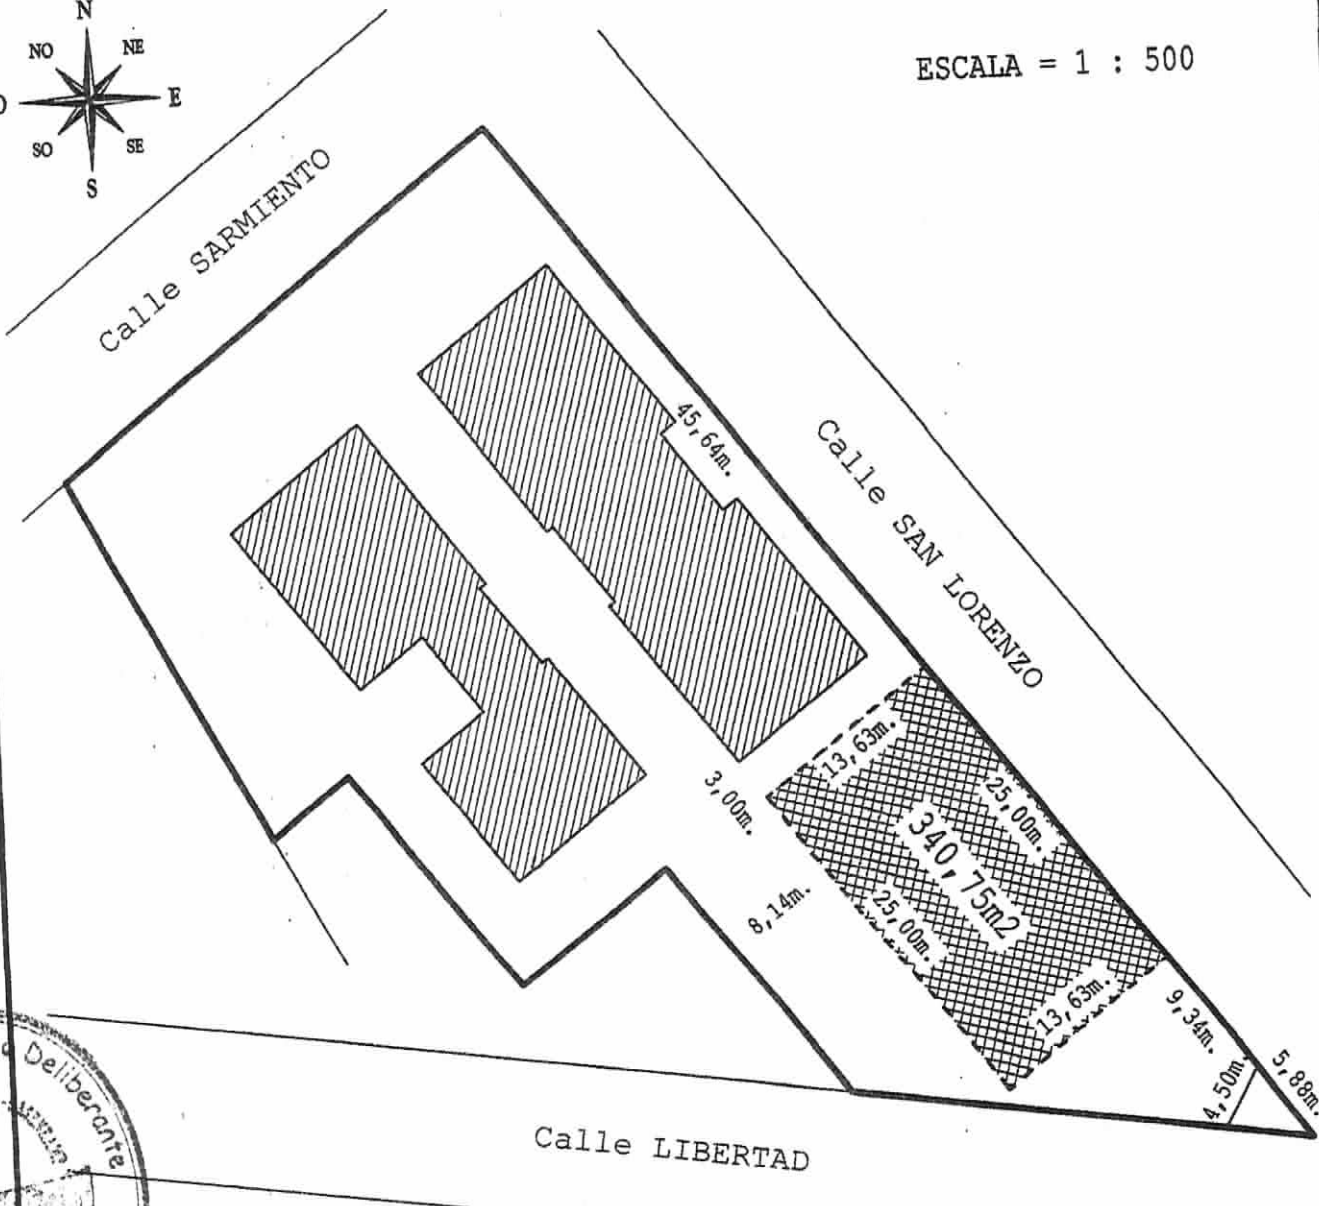 N
NO
NE
O
E
SO
SE
S
ESCALA = 1 : 500
Calle SARMIENTO
45,64m.
Calle SAN LORENZO
13,63m.
3,00m.
25,00m.
340,75m2
8,14m.
25,00m.
13,63m.
9,34m.
4,50m.
5,88m.
Calle LIBERTAD
Deliberante